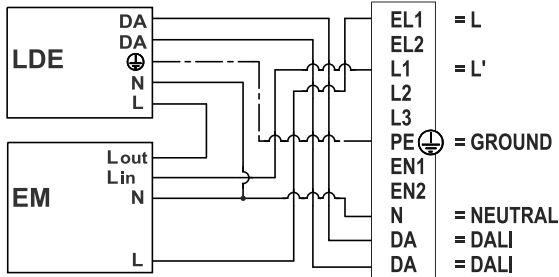 LDE
DA
DA
N
L
EM
Lout
Lin
N
L
EL1 = L
EL2
L1 = L'
L2
L3
PE = GROUND
EN1
EN2
N = NEUTRAL
DA = DALI
DA = DALI